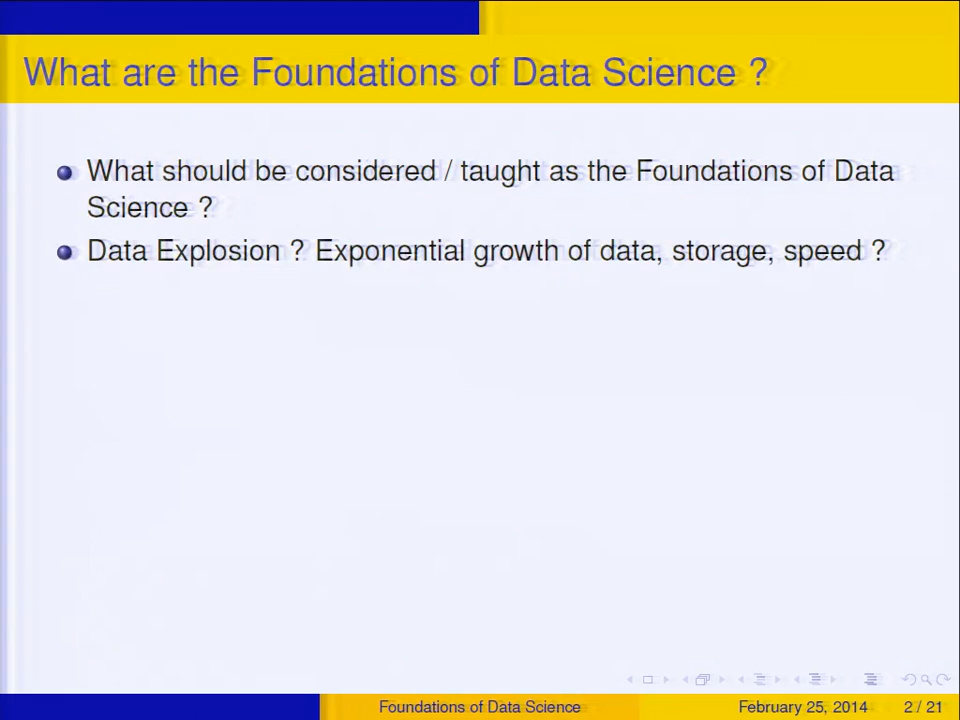 What are the Foundations of Data Science ?
What should be considered / taught as the Foundations of Data
Science ?
Data Explosion ? Exponential growth of data, storage, speed ?
Foundations of Data Science February 25, 2014 2 / 21